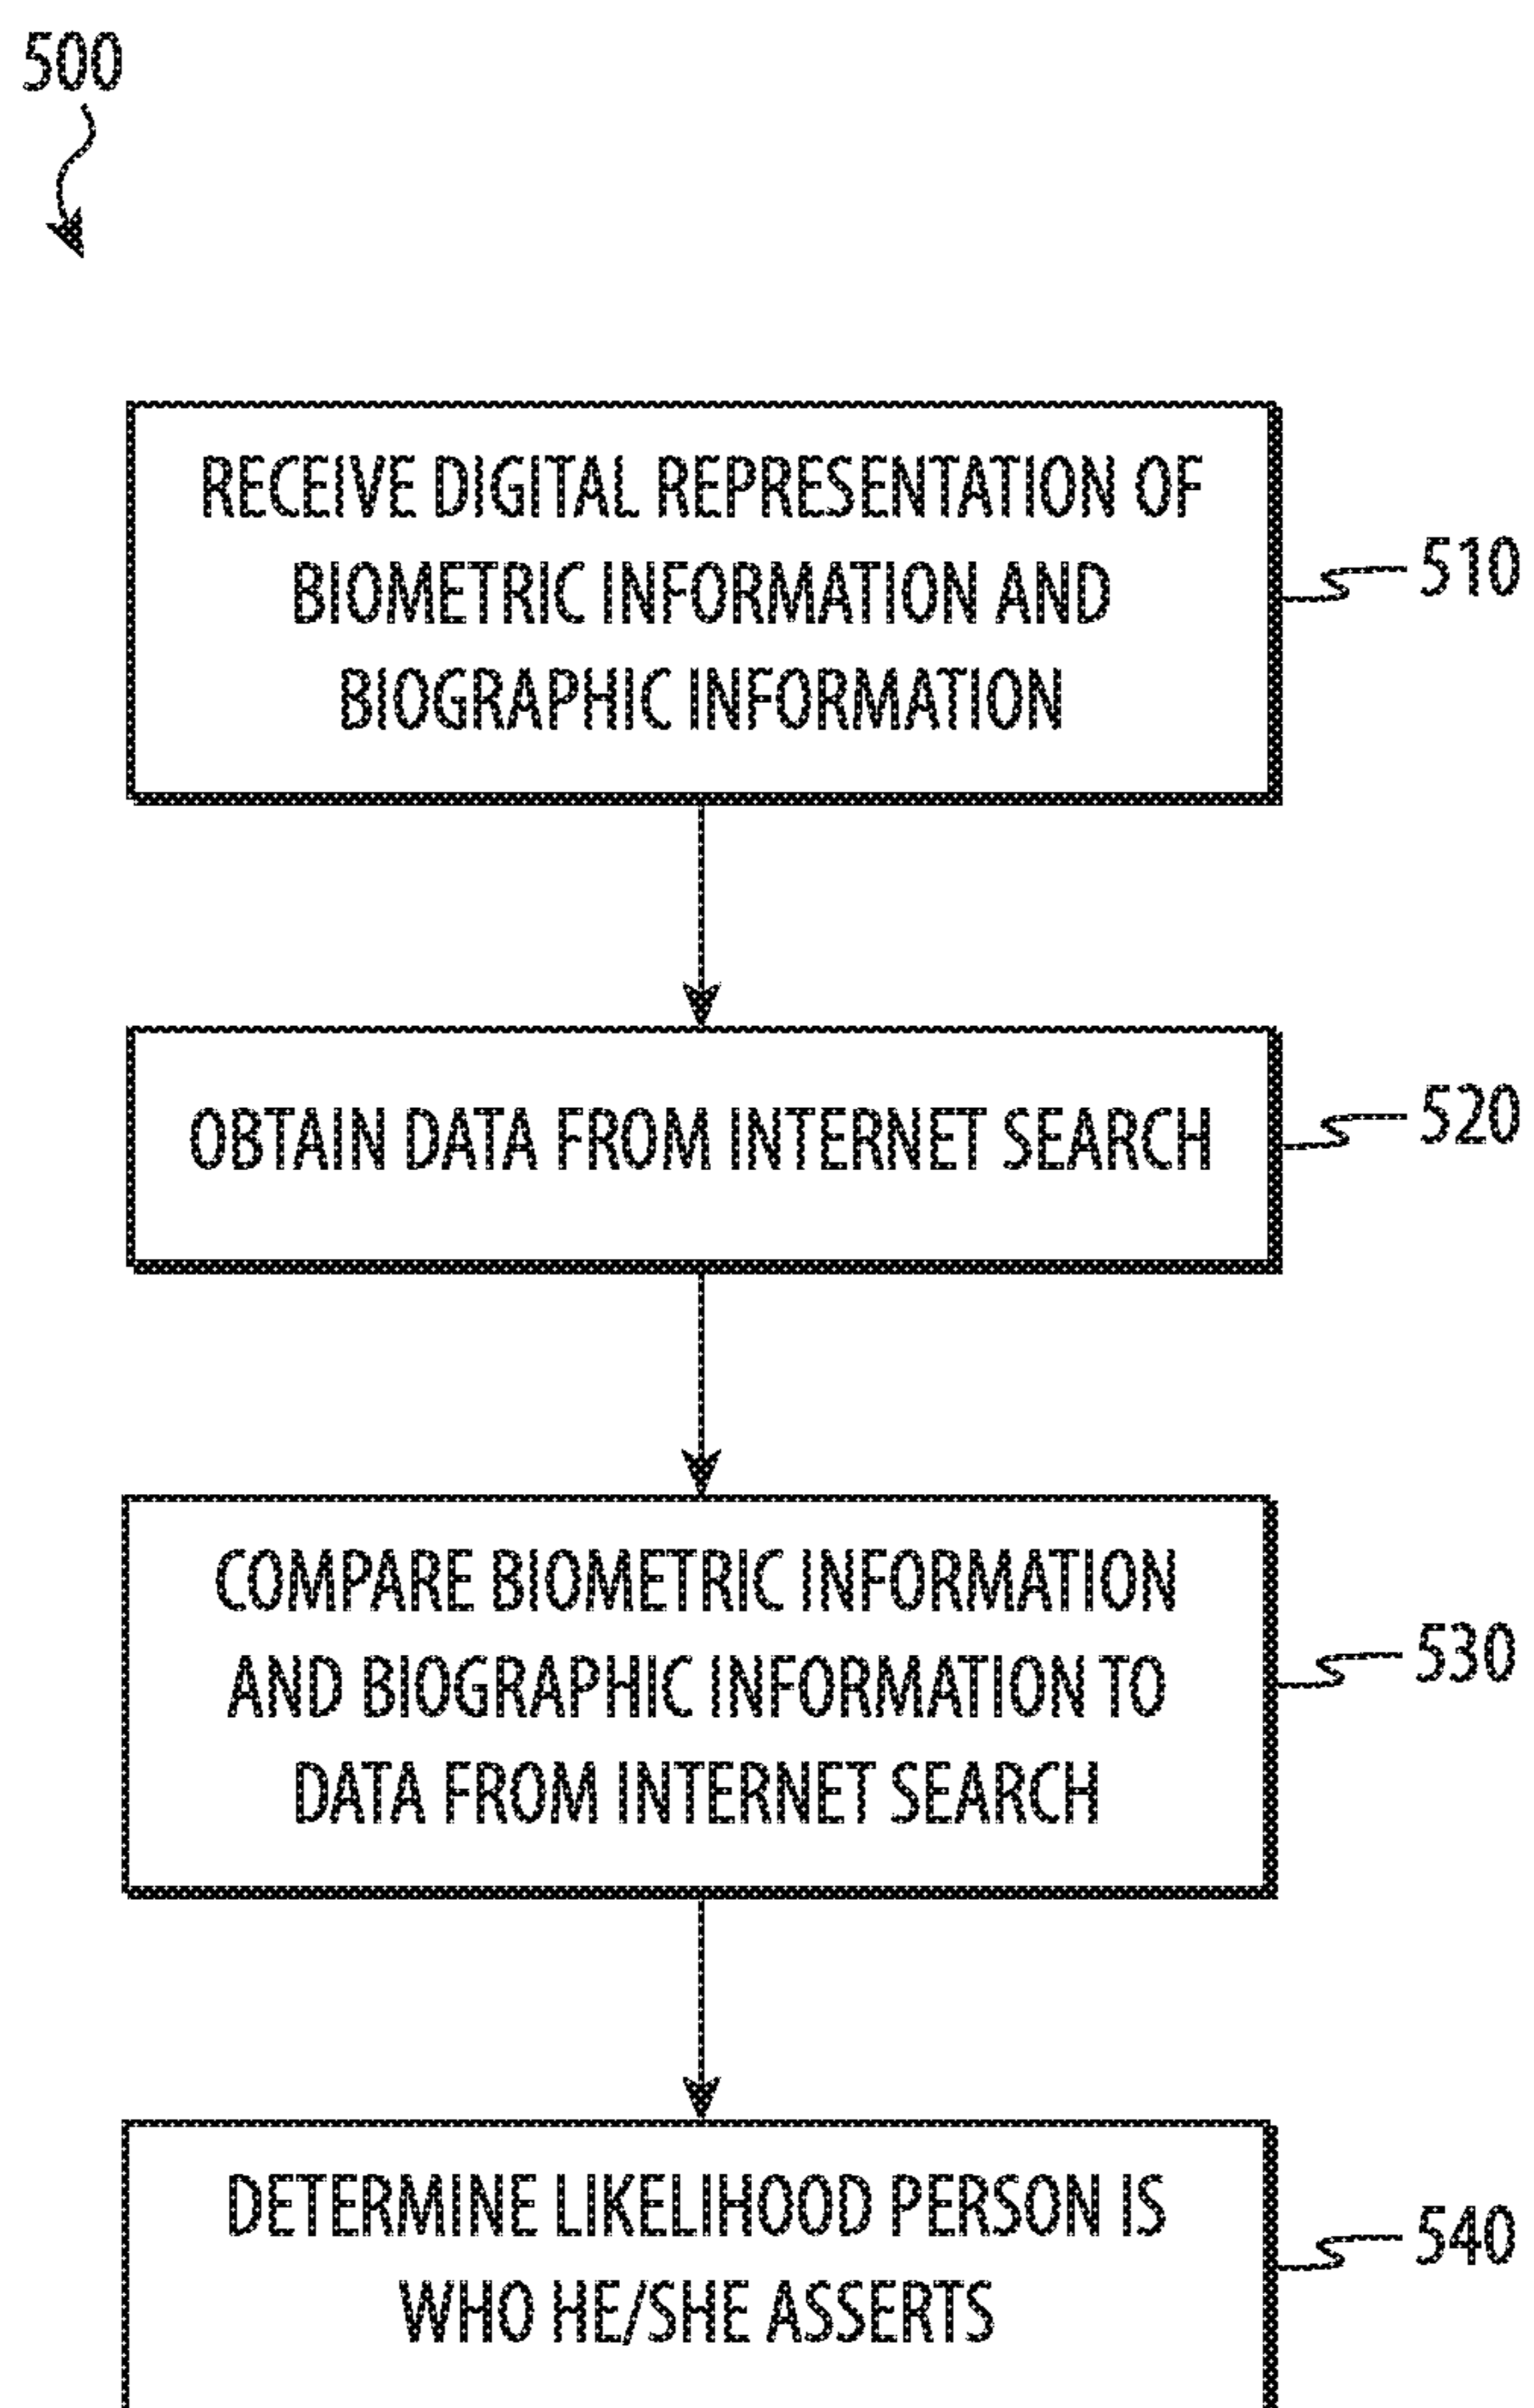 500
RECEIVE DIGITAL REPRESENTATION OF
BIOMETRIC INFORMATION AND
BIOGRAPHIC INFORMATION
510
OBTAIN DATA FROM INTERNET SEARCH
520
COMPARE BIOMETRIC INFORMATION
AND BIOGRAPHIC INFORMATION TO
DATA FROM INTERNET SEARCH
530
DETERMINE LIKELIHOOD PERSON IS
WHO HE/SHE ASSERTS
540